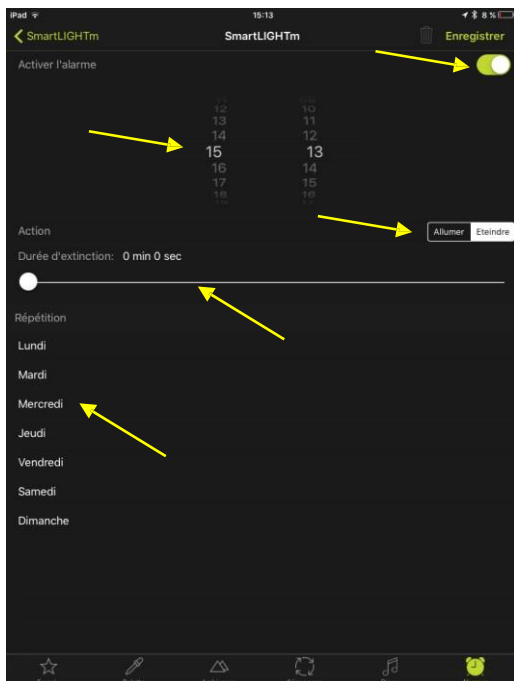 iPad 15:13 8 %
SmartLIGHTm SmartLIGHTm Enregistrer
Activer l'alarme
12 10
13 11
14 12
15 13
16 14
17 15
18 16
Action Allumer Eteindre
Durée d'extinction: 0 min 0 sec
Répétition
Lundi
Mardi
Mercredi
Jeudi
Vendredi
Samedi
Dimanche